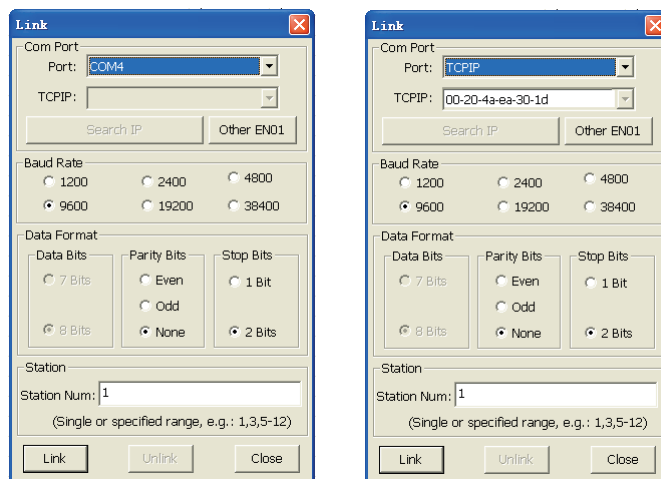 Link
Com Port
Port: COM4
TCPIP:
Search IP Other EN01
Baud Rate
1200 2400 4800
9600 19200 38400
Data Format
Data Bits Parity Bits Stop Bits
7 Bits Even 1 Bit
Odd
8 Bits None 2 Bits
Station
Station Num: 1
(Single or specified range, e.g.: 1,3,5-12)
Link Unlink Close
Link
Com Port
Port: TCPIP
TCPIP: 00-20-4a-ea-30-1d
Search IP Other EN01
Baud Rate
1200 2400 4800
9600 19200 38400
Data Format
Data Bits Parity Bits Stop Bits
7 Bits Even 1 Bit
Odd
8 Bits None 2 Bits
Station
Station Num: 1
(Single or specified range, e.g.: 1,3,5-12)
Link Unlink Close